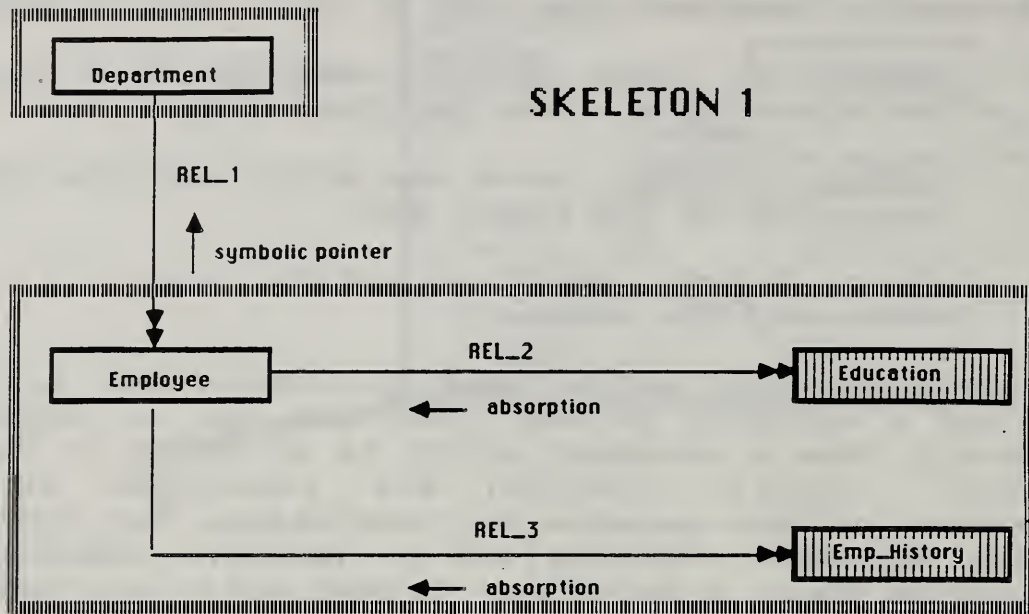 Department
SKELETON 1
REL_1
symbolic pointer
Employee
REL_2
Education
absorption
REL_3
Emp_History
absorption